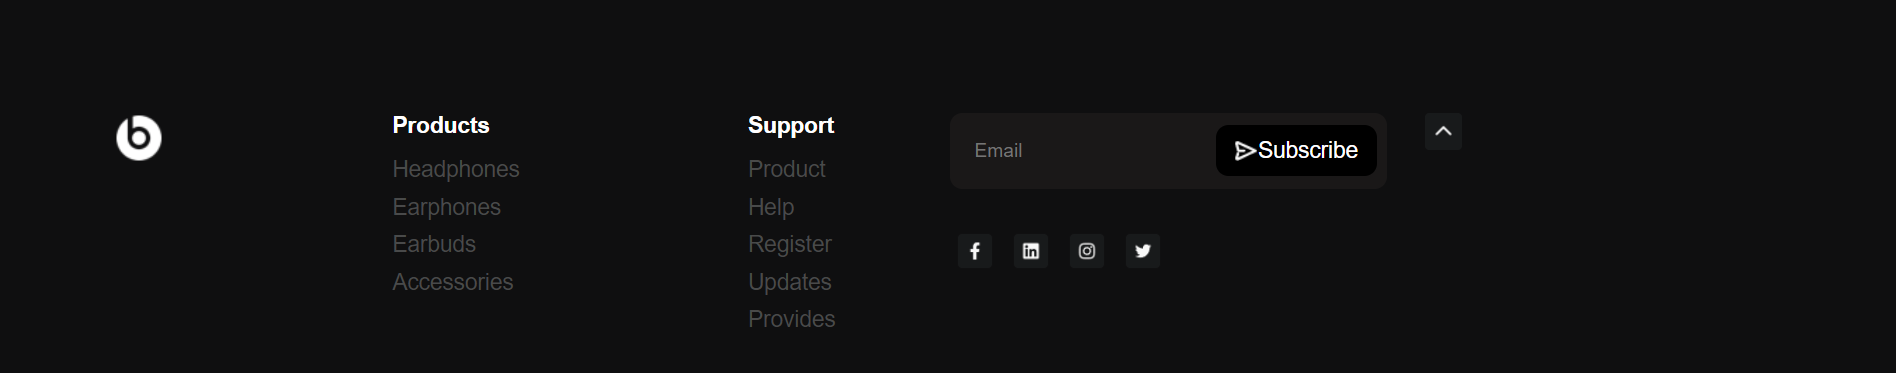 b
Products
Headphones
Earphones
Earbuds
Accessories
Support
Product
Help
Register
Updates
Provides
Email
Subscribe